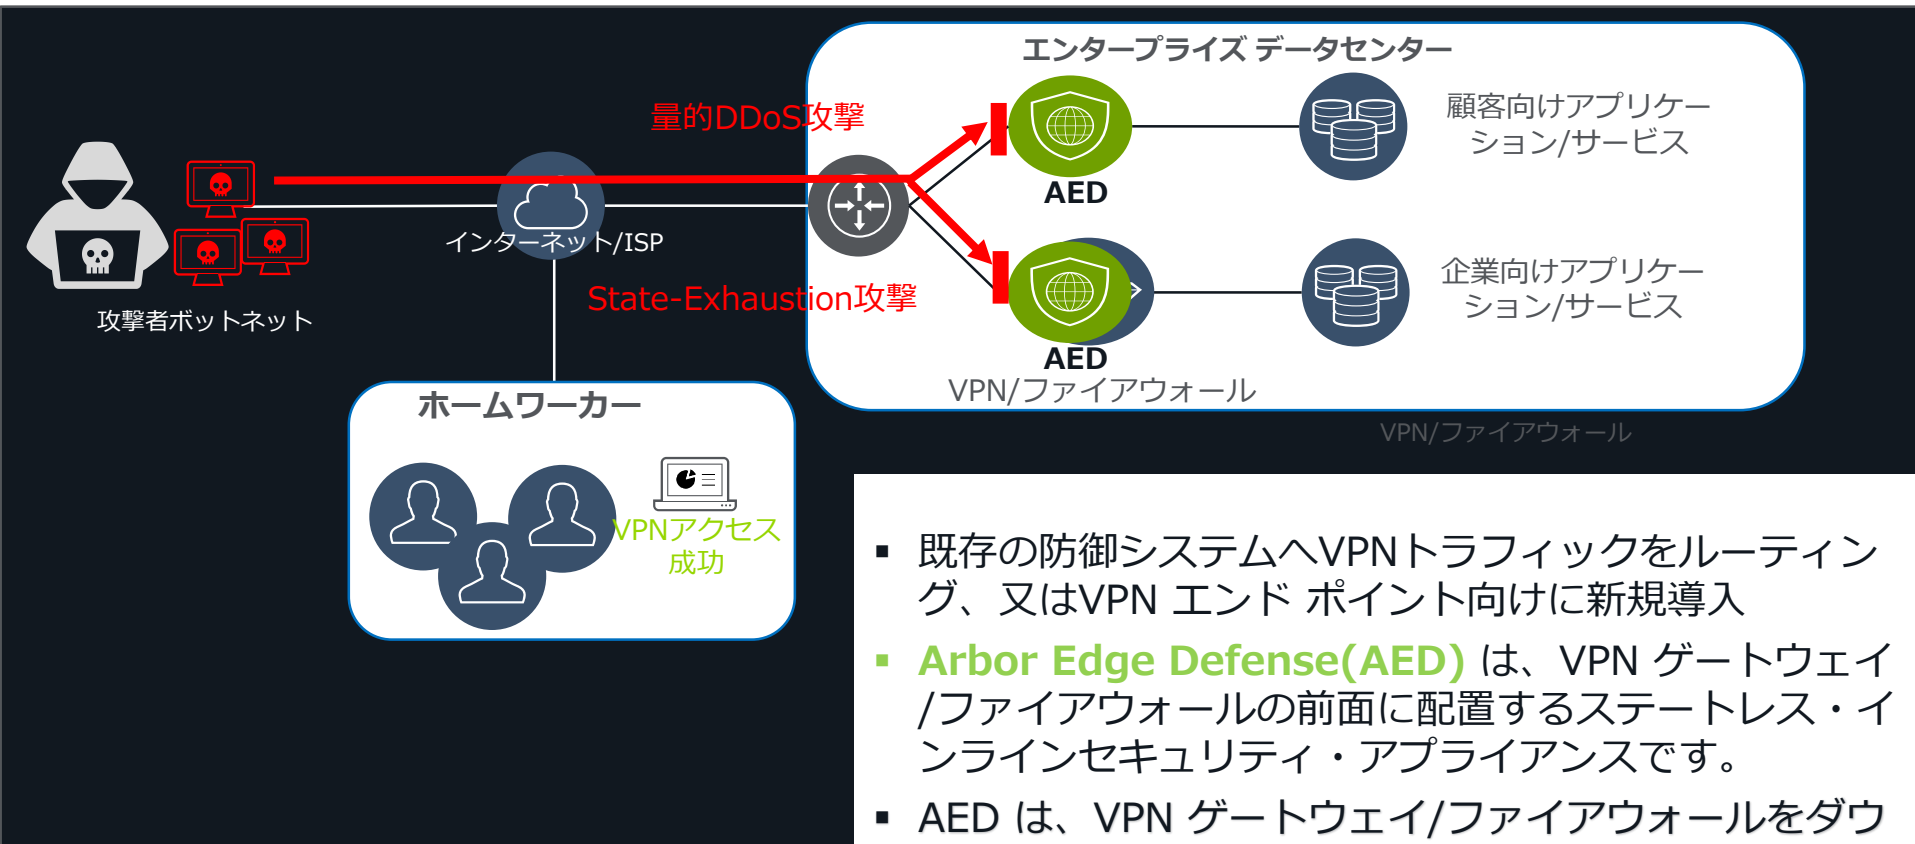 エンタープライズ データセンター
量的DDoS攻撃
顧客向けアプリケー
ション/サービス
AED
インターネット/ISP
State-Exhaustion攻撃
企業向けアプリケー
ション/サービス
攻撃者ボットネット
AED
VPN/ファイアウォール
ホームワーカー
VPN/ファイアウォール
VPNアクセス
成功
▪ 既存の防御システムへVPNトラフィックをルーティン
グ、又はVPN エンド ポイント向けに新規導入
▪ Arbor Edge Defense(AED) は、VPN ゲートウェイ
/ファイアウォールの前面に配置するステートレス・イ
ンラインセキュリティ・アプライアンスです。
▪ AED は、VPN ゲートウェイ/ファイアウォールをダウ